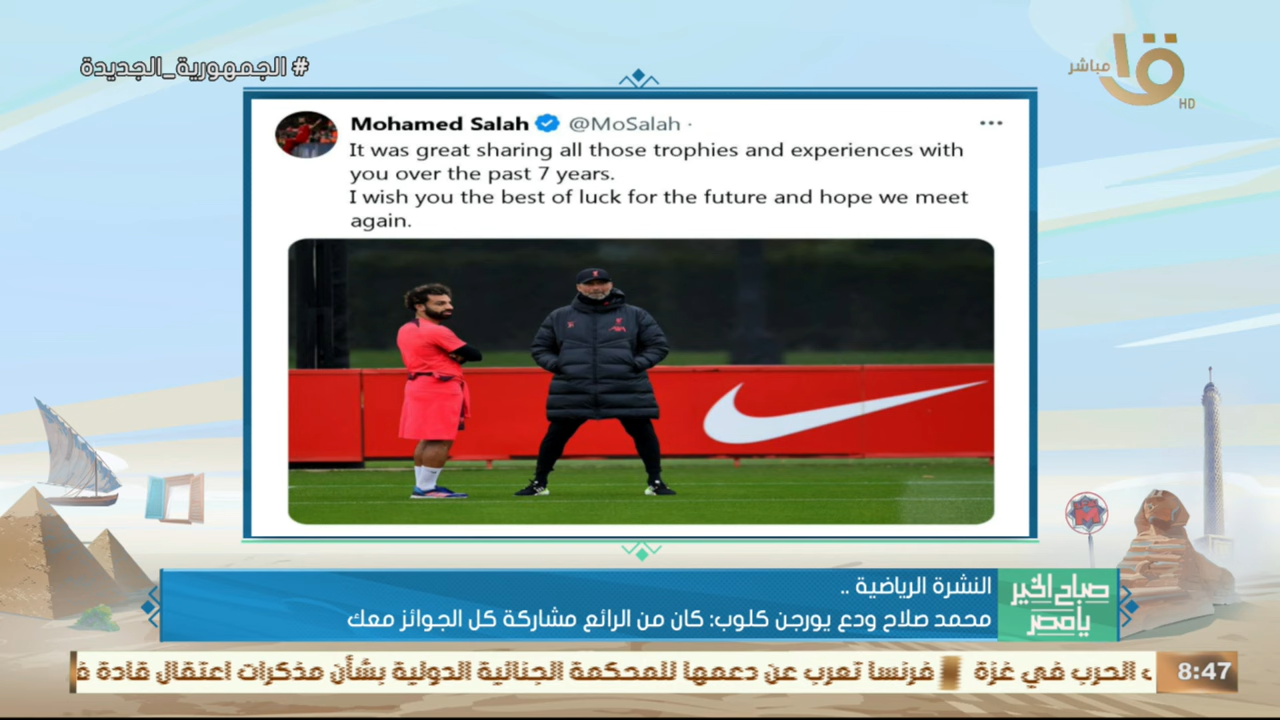 #الجمهورية_الجديدة
مباشر
HD
Mohamed Salah @MoSalah ·
It was great sharing all those trophies and experiences with
you over the past 7 years.
I wish you the best of luck for the future and hope we meet
again.
النشرة الرياضية ..
محمد صلاح ودع يورجن كلوب: كان من الرائع مشاركة كل الجوائز معك
صباح الخير
يا مصر
الحرب في غزة فرنسا تعرب عن دعمها للمحكمة الجنائية الدولية بشأن مذكرات اعتقال قادة
8:47